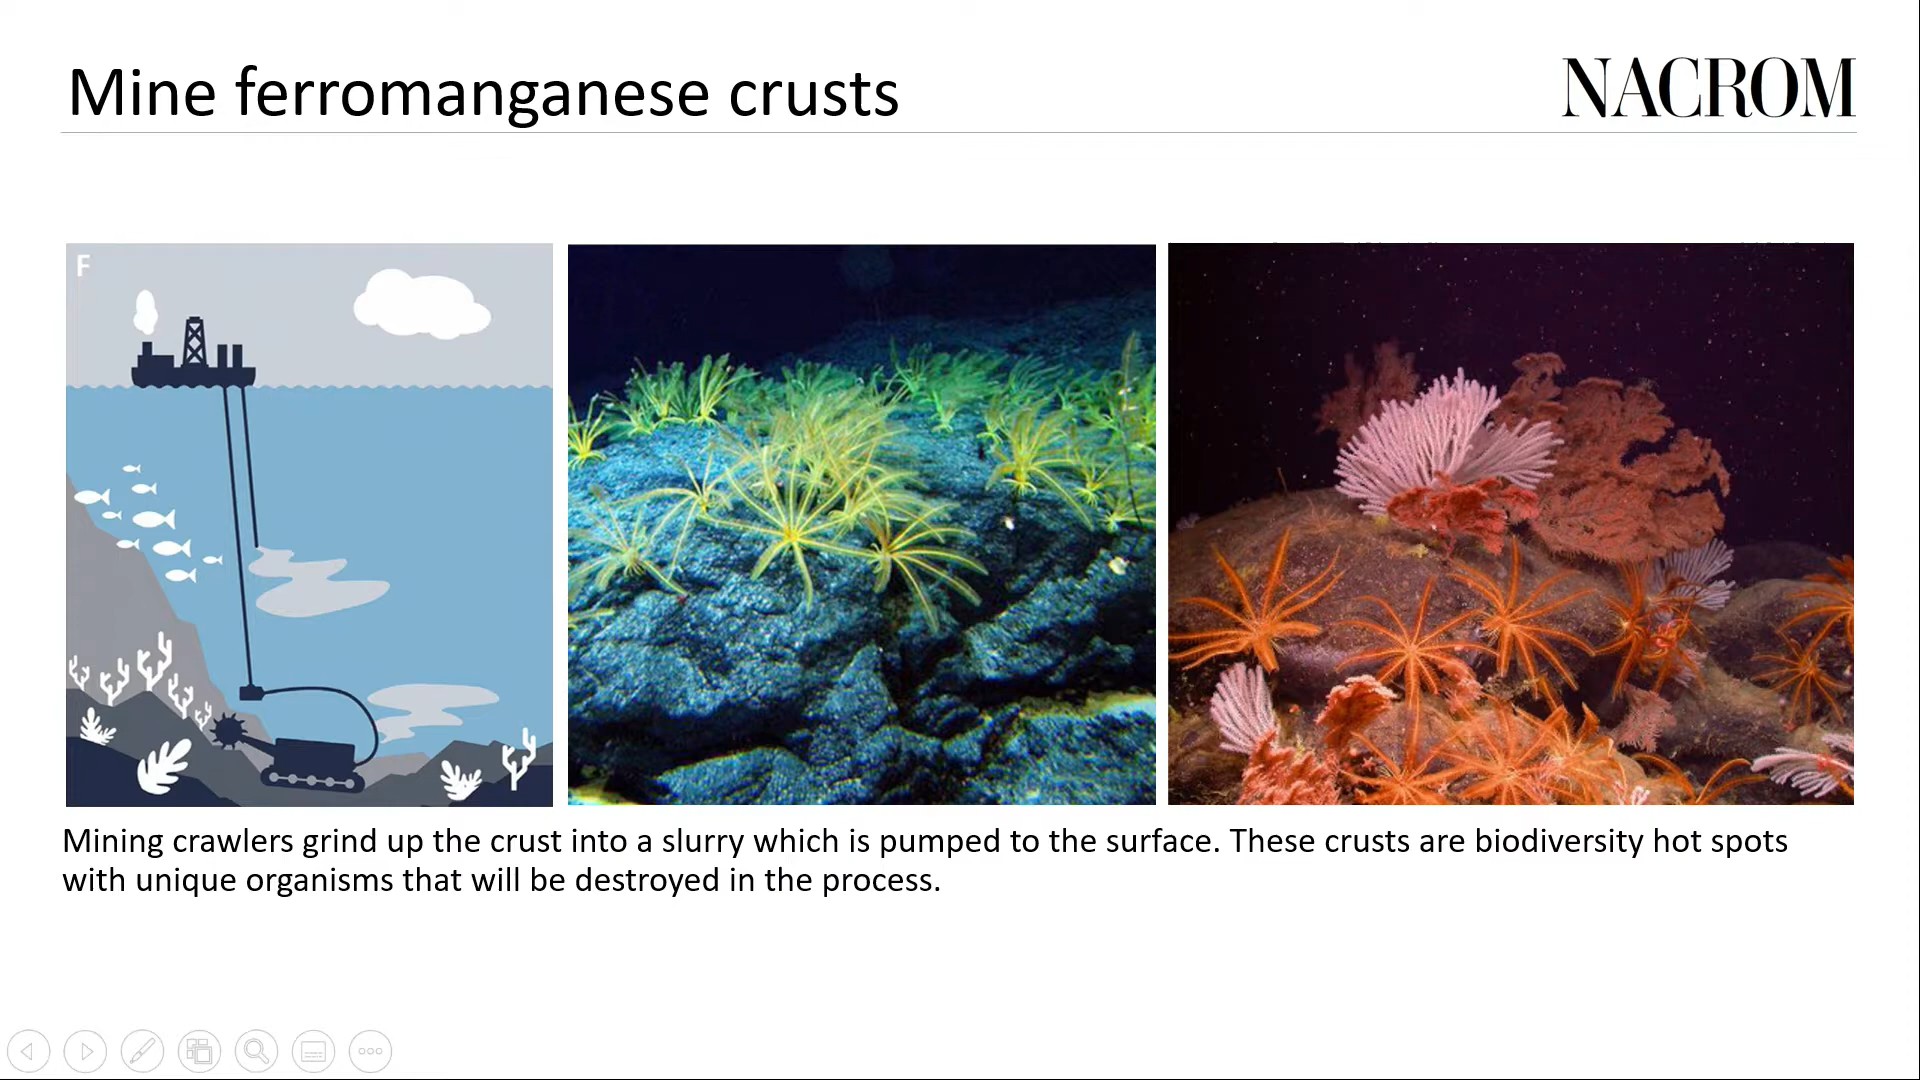 Mine ferromanganese crusts
NACROM
F
Mining crawlers grind up the crust into a slurry which is pumped to the surface. These crusts are biodiversity hot spots
with unique organisms that will be destroyed in the process.